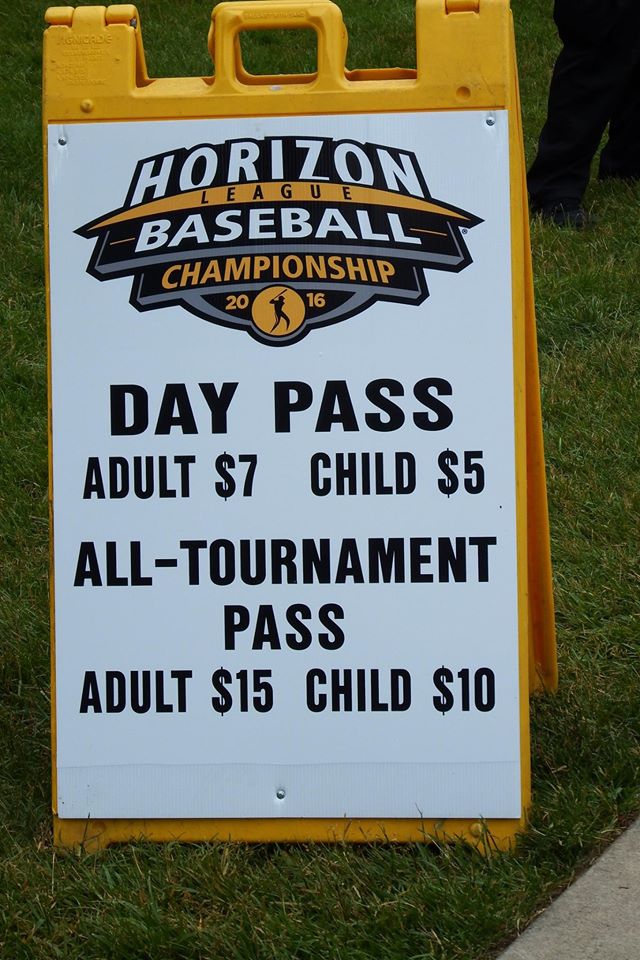 HORIZON
LEAGUE
BASEBALL
CHAMPIONSHIP
20 16
DAY PASS
ADULT $7 CHILD $5
ALL-TOURNAMENT
PASS
ADULT $15 CHILD $10